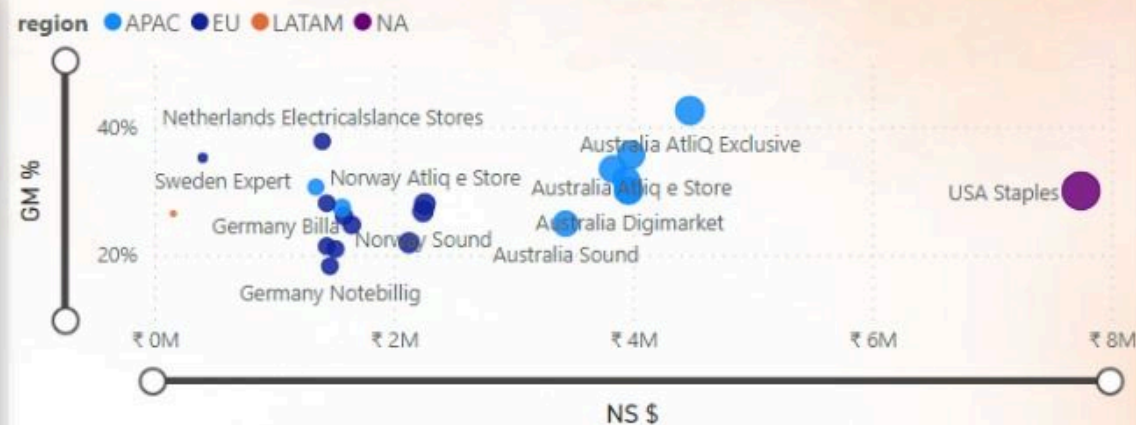 region APAC EU LATAM NA
40%
20%
GM %
Netherlands Electricalslance Stores
Sweden Expert
Norway Atliq e Store
Germany Billa
Norway Sound
Germany Notebillig
Australia AtliQ Exclusive
Australia Atliq e Store
Australia Digimarket
Australia Sound
USA Staples
₹ 0M ₹ 2M ₹ 4M ₹ 6M ₹ 8M
NS $